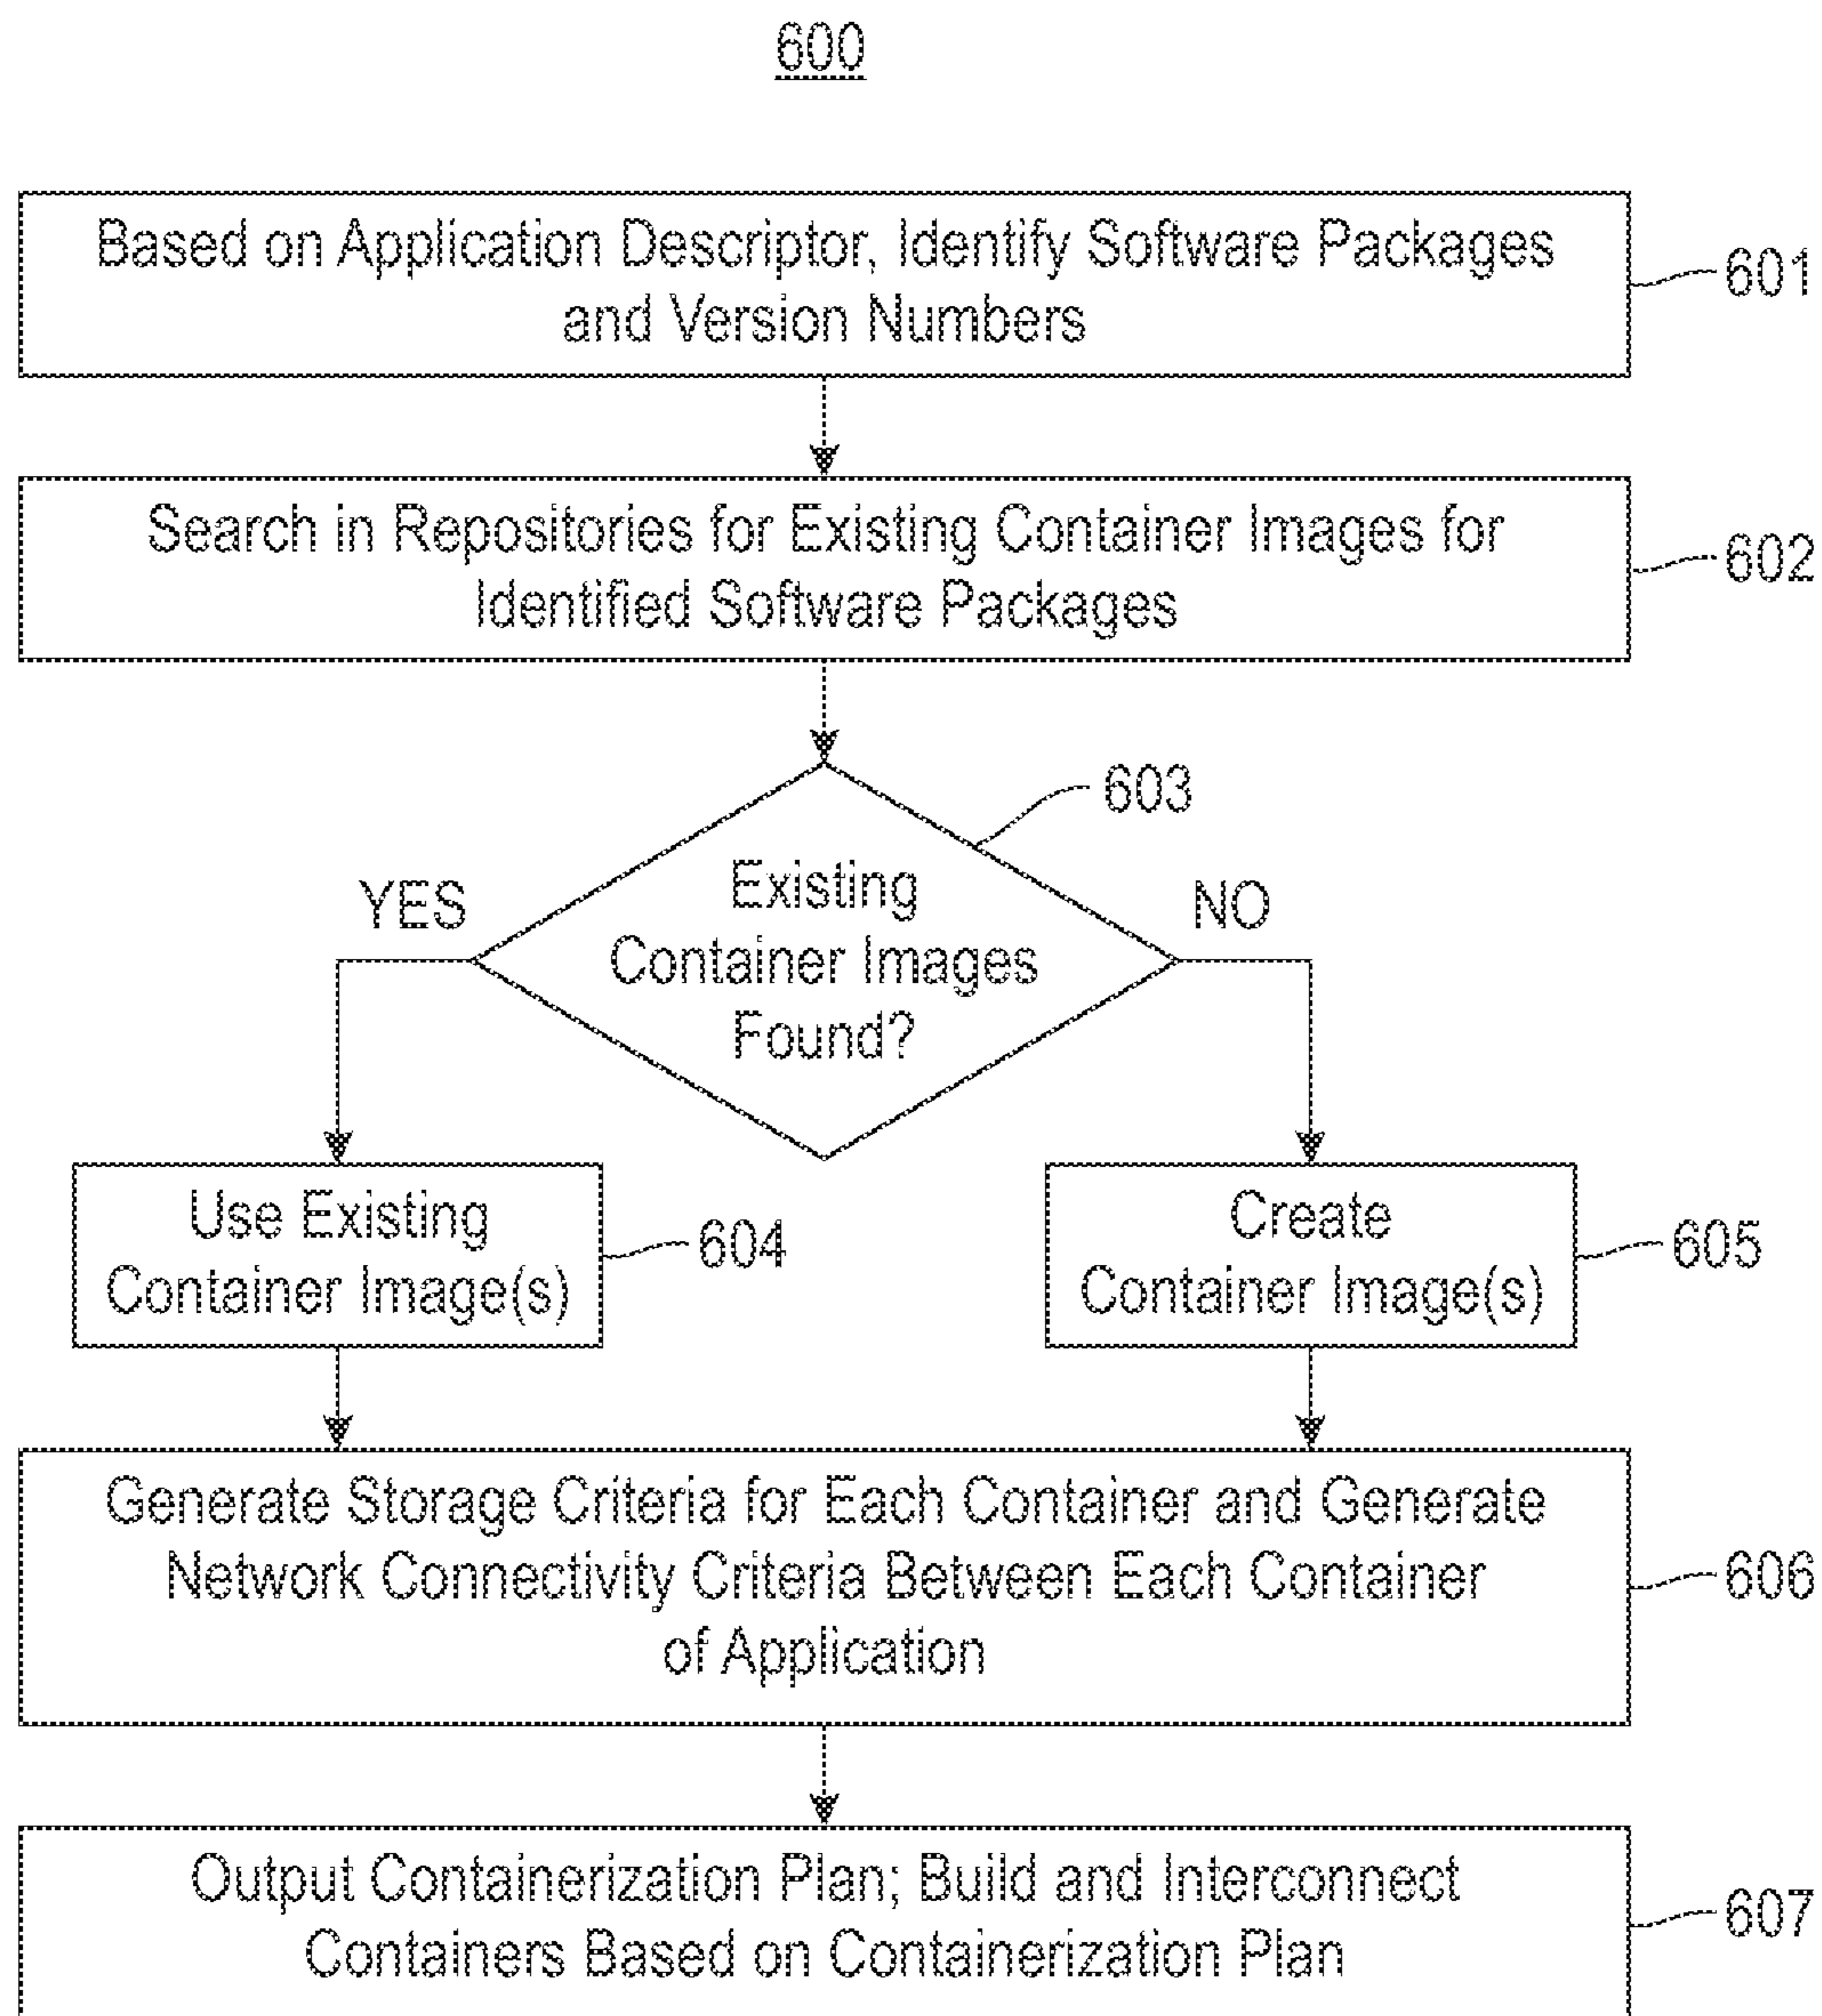 600
Based on Application Descriptor, Identify Software Packages
and Version Numbers
601
Search in Repositories for Existing Container Images for
Identified Software Packages
602
603
Existing
Container Images
Found?
YES
NO
Use Existing
Container Image(s)
604
Create
Container Image(s)
605
Generate Storage Criteria for Each Container and Generate
Network Connectivity Criteria Between Each Container
of Application
606
Output Containerization Plan; Build and Interconnect
Containers Based on Containerization Plan
607